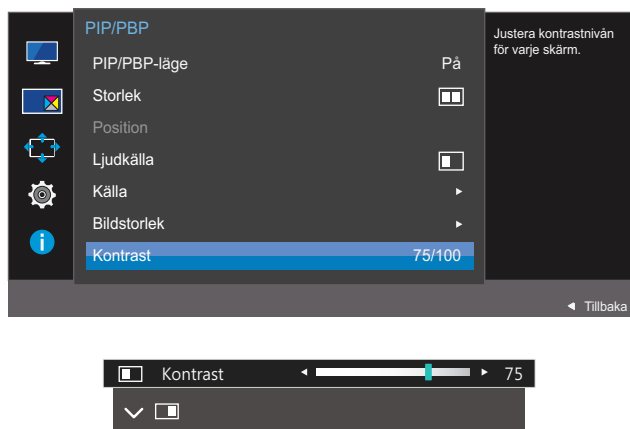 PIP/PBP
PIP/PBP-läge På
Storlek
Position
Ljudkälla
Källa
Bildstorlek
Kontrast 75/100
Justera kontrastnivån
för varje skärm.
Tillbaka
Kontrast 75